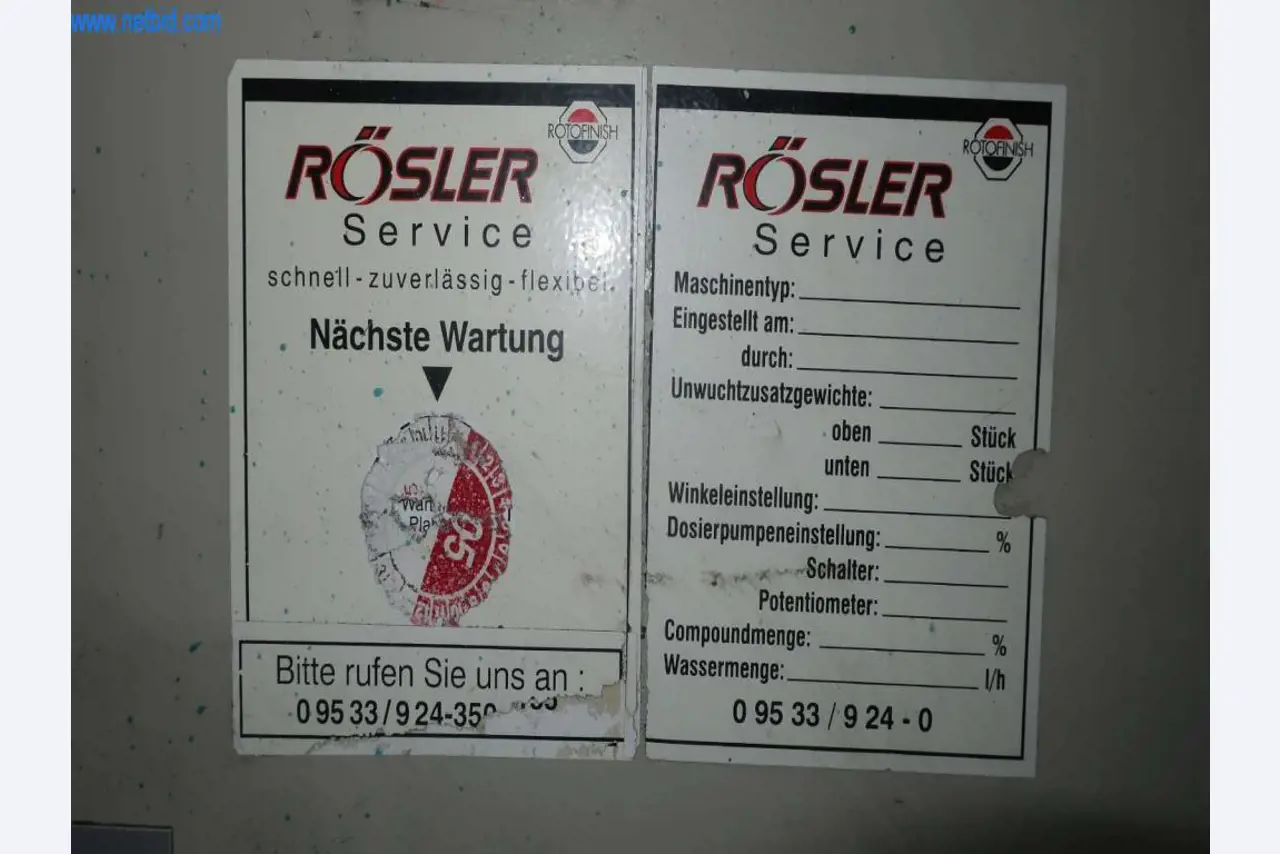 www.netbid.com
ROTOFINISH
RÖSLER
Service
schnell-zuverlässig-flexibel
Nächste Wartung
05
Bitte rufen Sie uns an :
0 95 33 / 9 24-35
ROTOFINISH
RÖSLER
Service
Maschinentyp:
Eingestellt am:
durch:
Unwuchtzusatzgewichte:
oben Stück
unten Stück
Winkeleinstellung:
Dosierpumpeneinstellung: %
Schalter:
Potentiometer:
Compoundmenge: %
Wassermenge: l/h
0 95 33 / 9 24 - 0